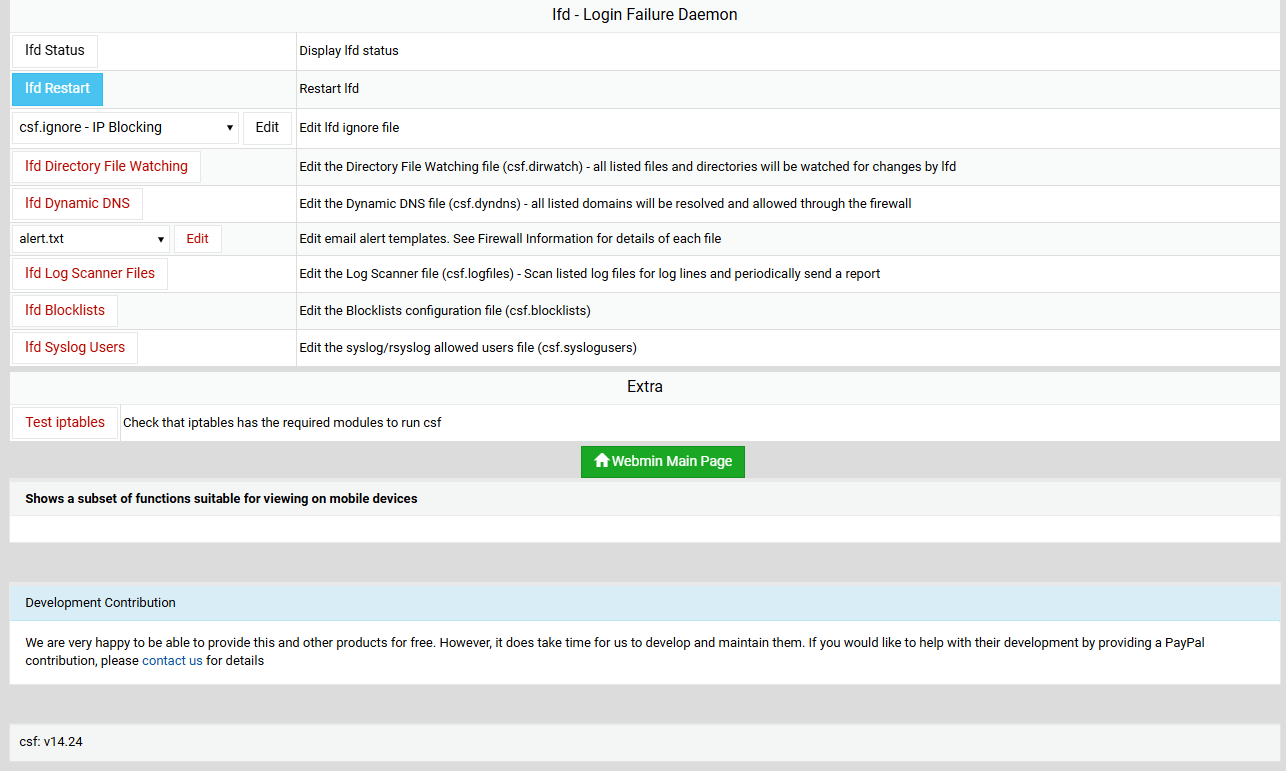 lfd - Login Failure Daemon
lfd Status Display lfd status
lfd Restart Restart lfd
csf.ignore - IP Blocking Edit Edit lfd ignore file
lfd Directory File Watching Edit the Directory File Watching file (csf.dirwatch) - all listed files and directories will be watched for changes by lfd
lfd Dynamic DNS Edit the Dynamic DNS file (csf.dyndns) - all listed domains will be resolved and allowed through the firewall
alert.txt Edit Edit email alert templates. See Firewall Information for details of each file
lfd Log Scanner Files Edit the Log Scanner file (csf.logfiles) - Scan listed log files for log lines and periodically send a report
lfd Blocklists Edit the Blocklists configuration file (csf.blocklists)
lfd Syslog Users Edit the syslog/rsyslog allowed users file (csf.syslogusers)
Extra
Test iptables Check that iptables has the required modules to run csf
Webmin Main Page
Shows a subset of functions suitable for viewing on mobile devices
Development Contribution
We are very happy to be able to provide this and other products for free. However, it does take time for us to develop and maintain them. If you would like to help with their development by providing a PayPal
contribution, please contact us for details
csf: v14.24